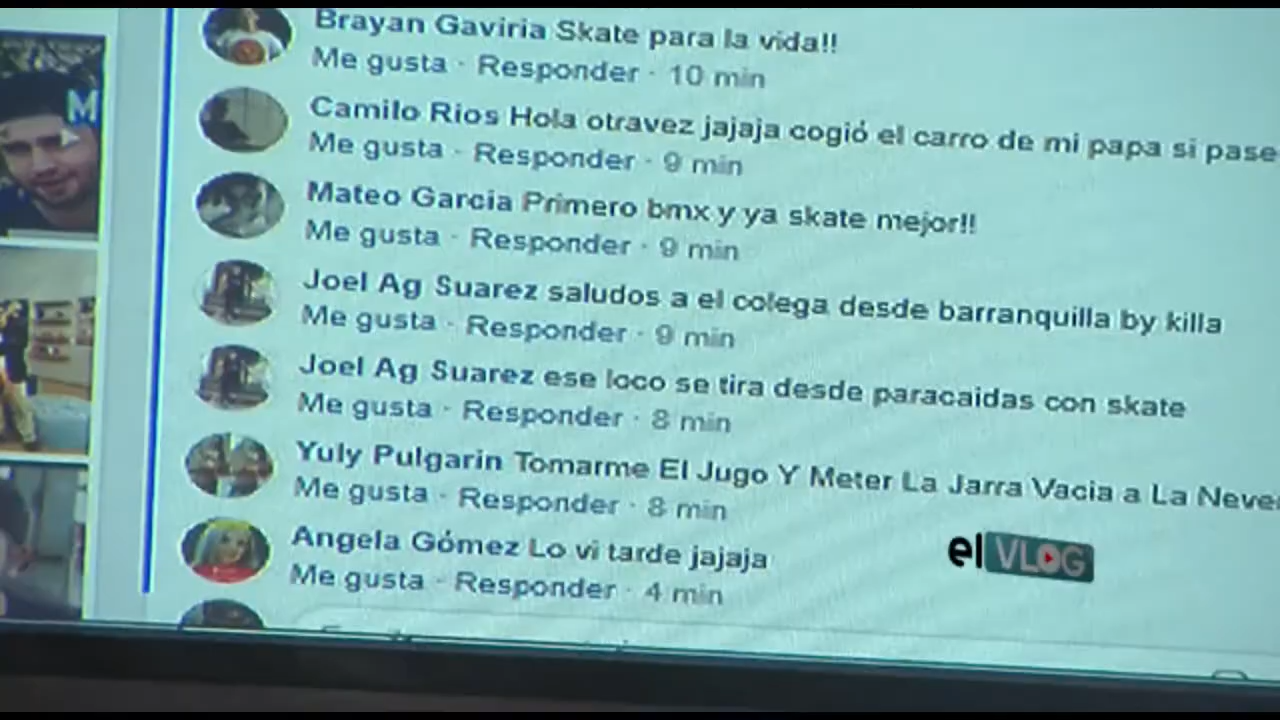 Brayan Gaviria Skate para la vida!!
Me gusta · Responder · 10 min
M
Camilo Rios Hola otravez jajaja cogió el carro de mi papa si pase
Me gusta · Responder · 9 min
Mateo Garcia Primero bmx y ya skate mejor!!
Me gusta · Responder · 9 min
Joel Ag Suarez saludos a el colega desde barranquilla by killa
Me gusta · Responder · 9 min
Joel Ag Suarez ese loco se tira desde paracaidas con skate
Me gusta · Responder · 8 min
Yuly Pulgarin Tomarme El Jugo Y Meter La Jarra Vacia a La
Me gusta · Responder · 8 min
Angela Gómez Lo vi tarde jajaja
Me gusta · Responder · 4 min
el VLOG